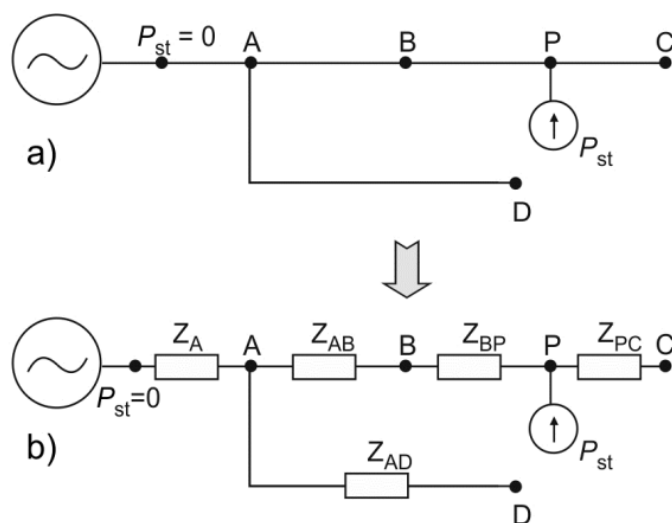 P_st = 0 A B P C
P_st
a)
D
Z_A A Z_AB B Z_BP P Z_PC C
P_st=0
P_st
b)
Z_AD
D